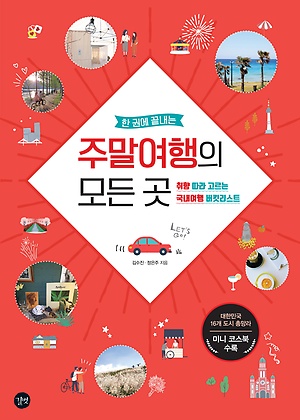 한 권에 끝내는
주말여행의
모든 곳
취향 따라 고르는
국내여행 버킷리스트
LET'S
GO!
김수진 · 정은주 지음
대한민국
16개 도시 총망라
미니 코스북
수록
길벗